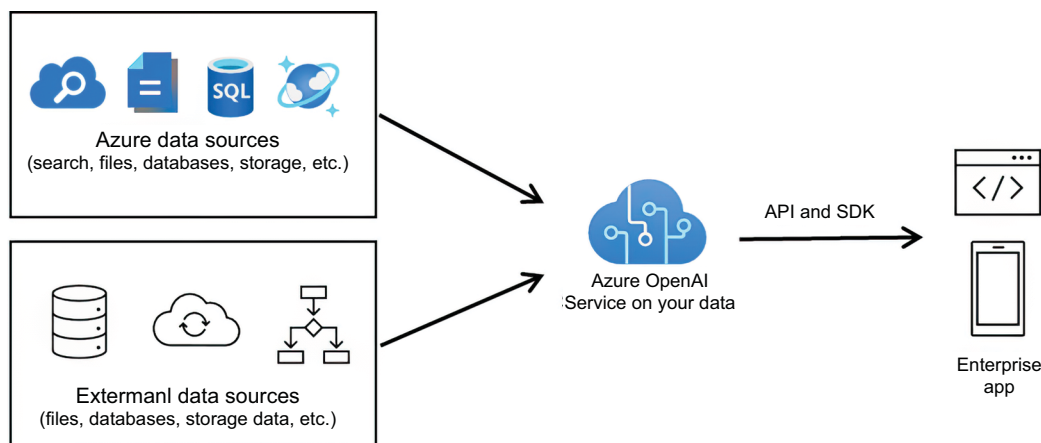 SQL
Azure data sources
(search, files, databases, storage, etc.)
Extermanl data sources
(files, databases, storage data, etc.)
Azure OpenAI
Service on your data
API and SDK
</>
Enterprise
app